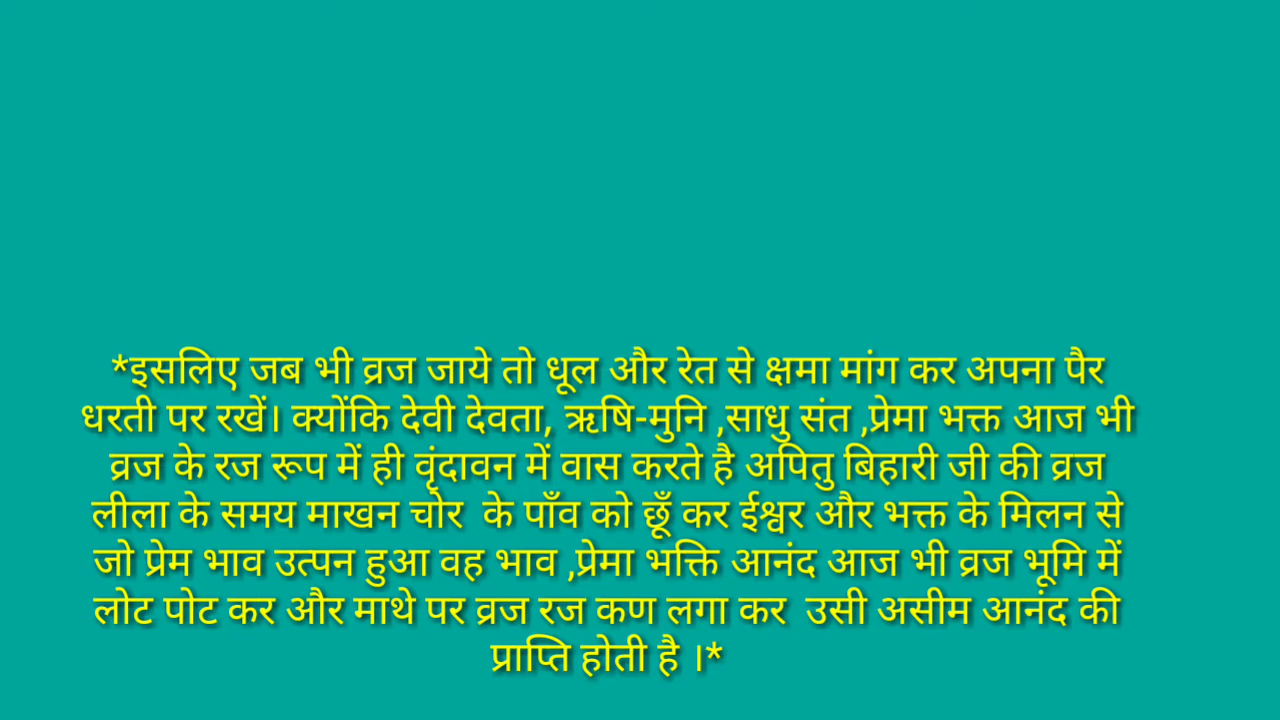 *इसलिए जब भी व्रज जाये तो धूल और रेत से क्षमा मांग कर अपना पैर
धरती पर रखें। क्योंकि देवी देवता, ऋषि-मुनि ,साधु संत ,प्रेमा भक्त आज भी
व्रज के रज रूप में ही वृंदावन में वास करते है अपितु बिहारी जी की व्रज
लीला के समय माखन चोर  के पाँव को छूँ कर ईश्वर और भक्त के मिलन से
जो प्रेम भाव उत्पन हुआ वह भाव ,प्रेमा भक्ति आनंद आज भी व्रज भूमि में
लोट पोट कर और माथे पर व्रज रज कण लगा कर  उसी असीम आनंद की
प्राप्ति होती है ।*